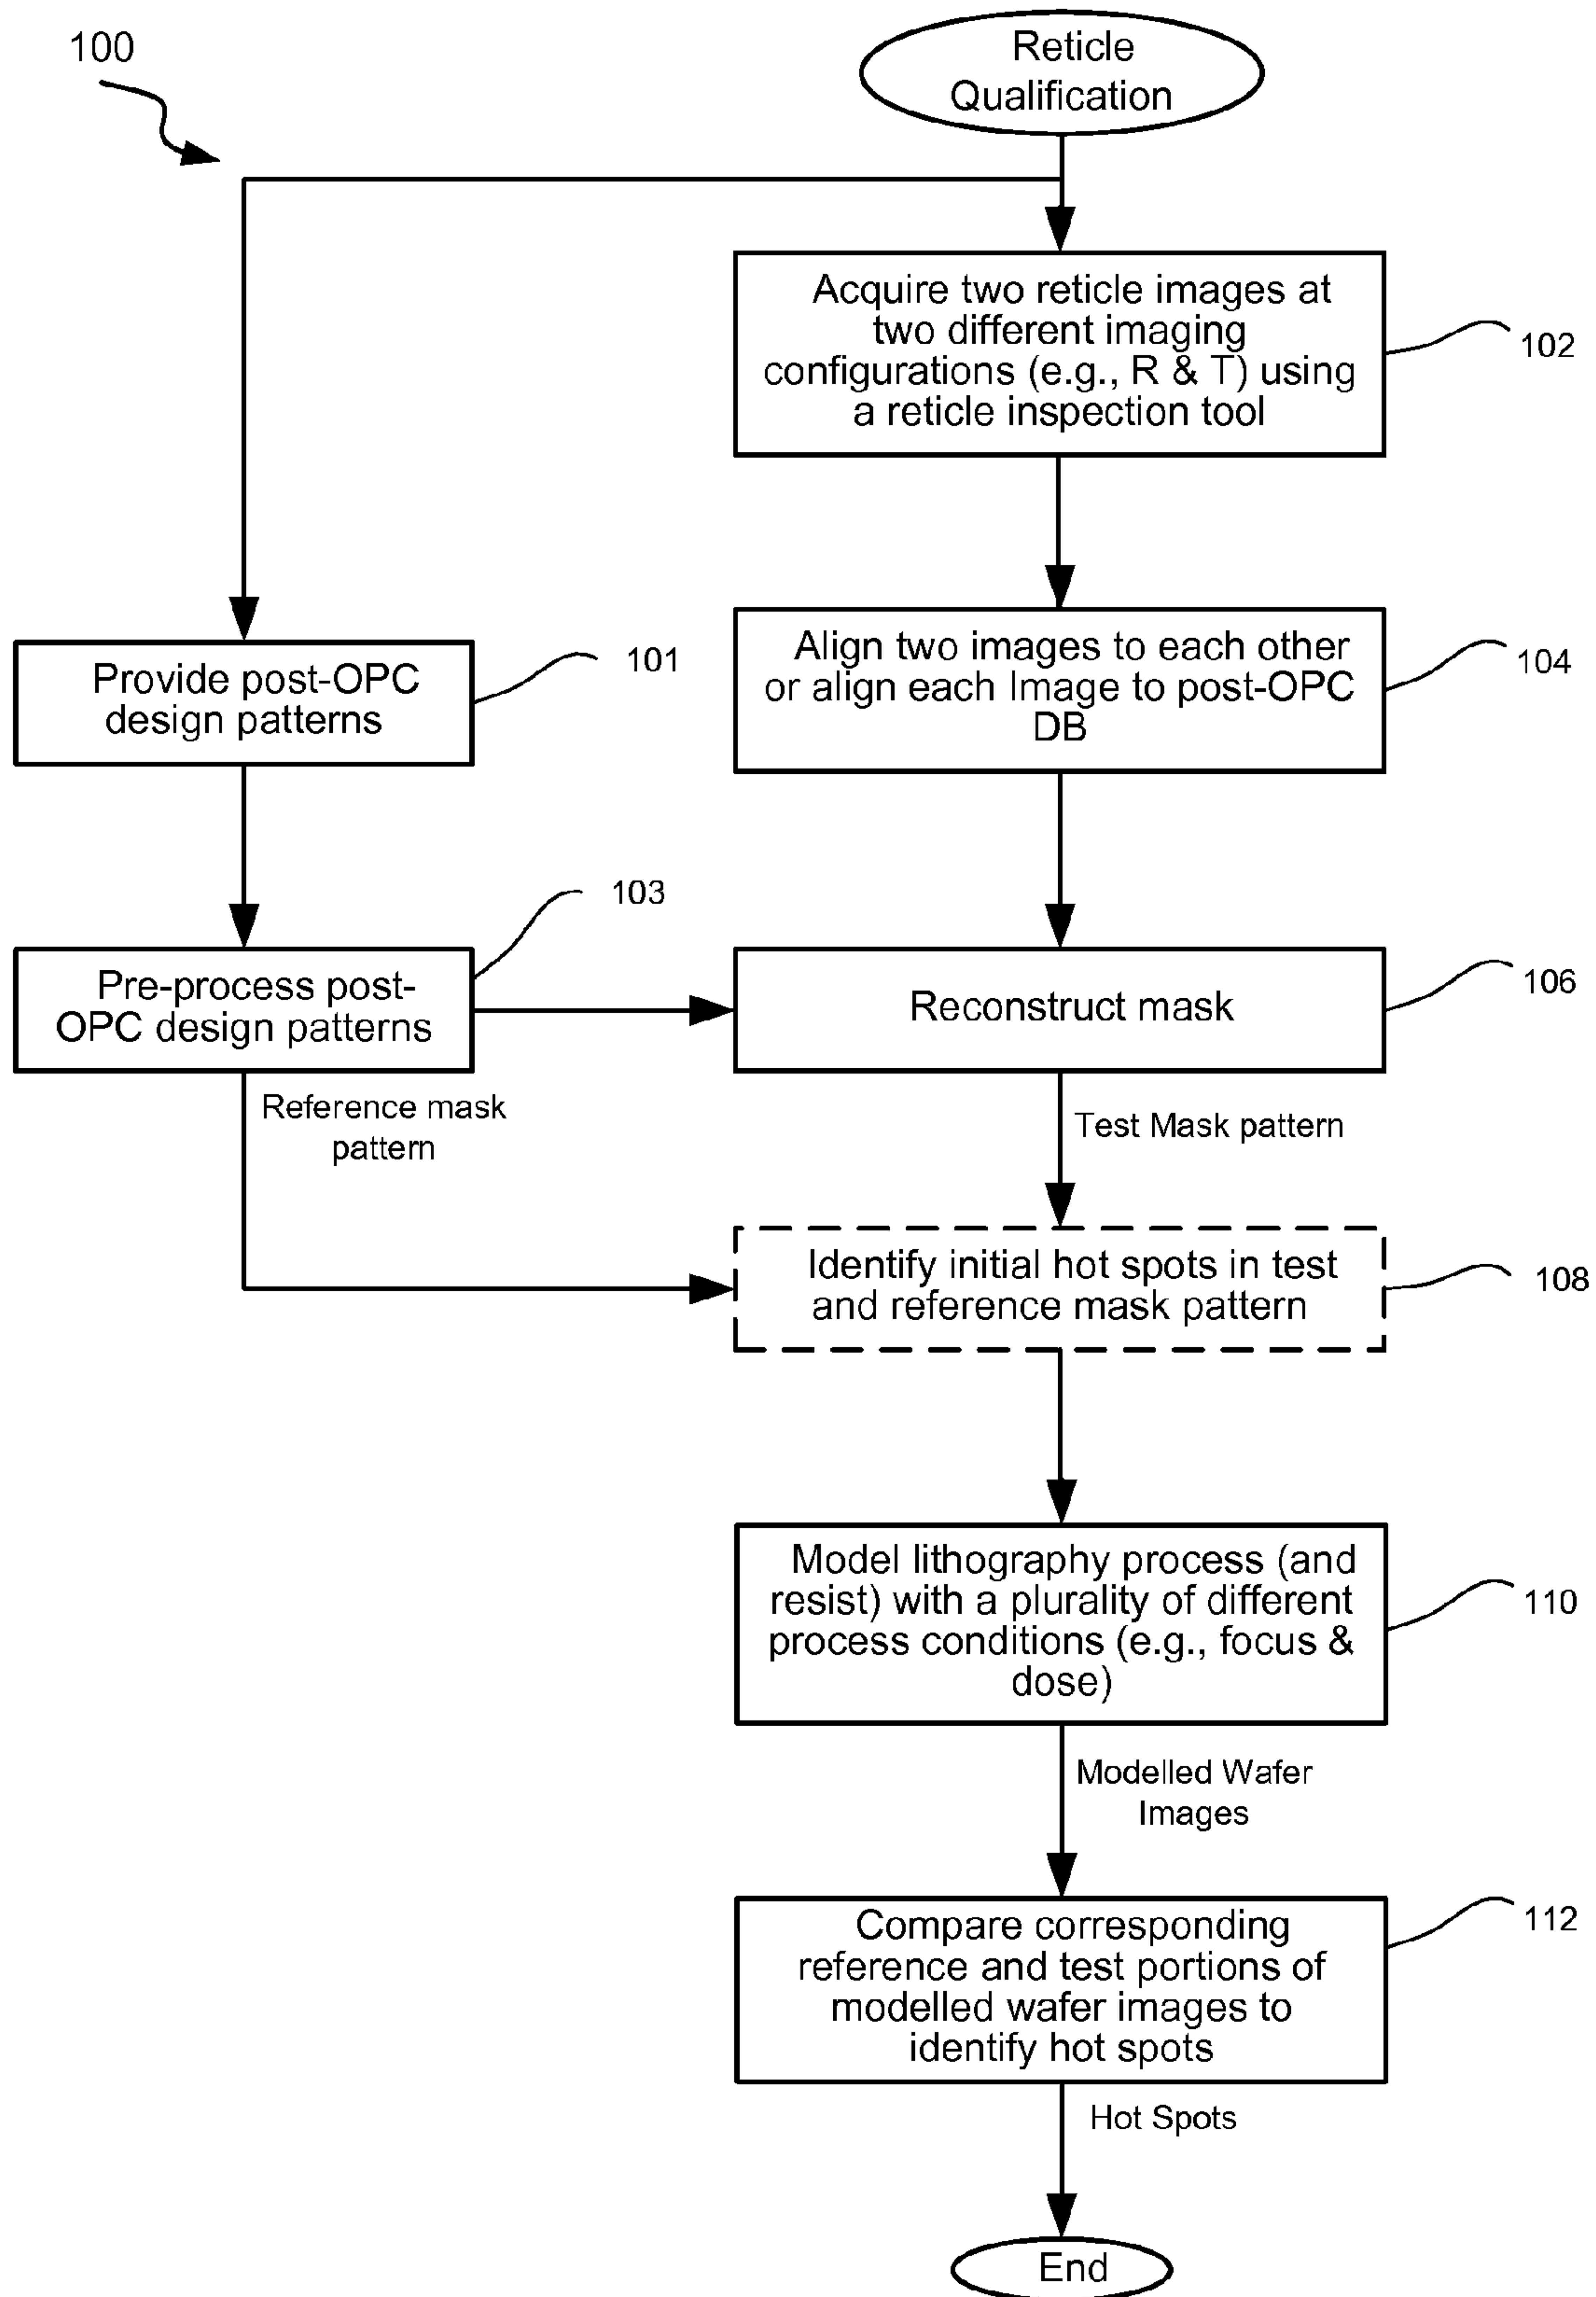 100
Reticle
Qualification
Acquire two reticle images at
two different imaging
configurations (e.g., R & T) using
a reticle inspection tool
102
Provide post-OPC
design patterns
101
Align two images to each other
or align each Image to post-OPC
DB
104
Pre-process post-
OPC design patterns
103
Reconstruct mask
106
Reference mask
pattern
Test Mask pattern
Identify initial hot spots in test
and reference mask pattern
108
Model lithography process (and
resist) with a plurality of different
process conditions (e.g., focus &
dose)
110
Modelled Wafer
Images
Compare corresponding
reference and test portions of
modelled wafer images to
identify hot spots
112
Hot Spots
End